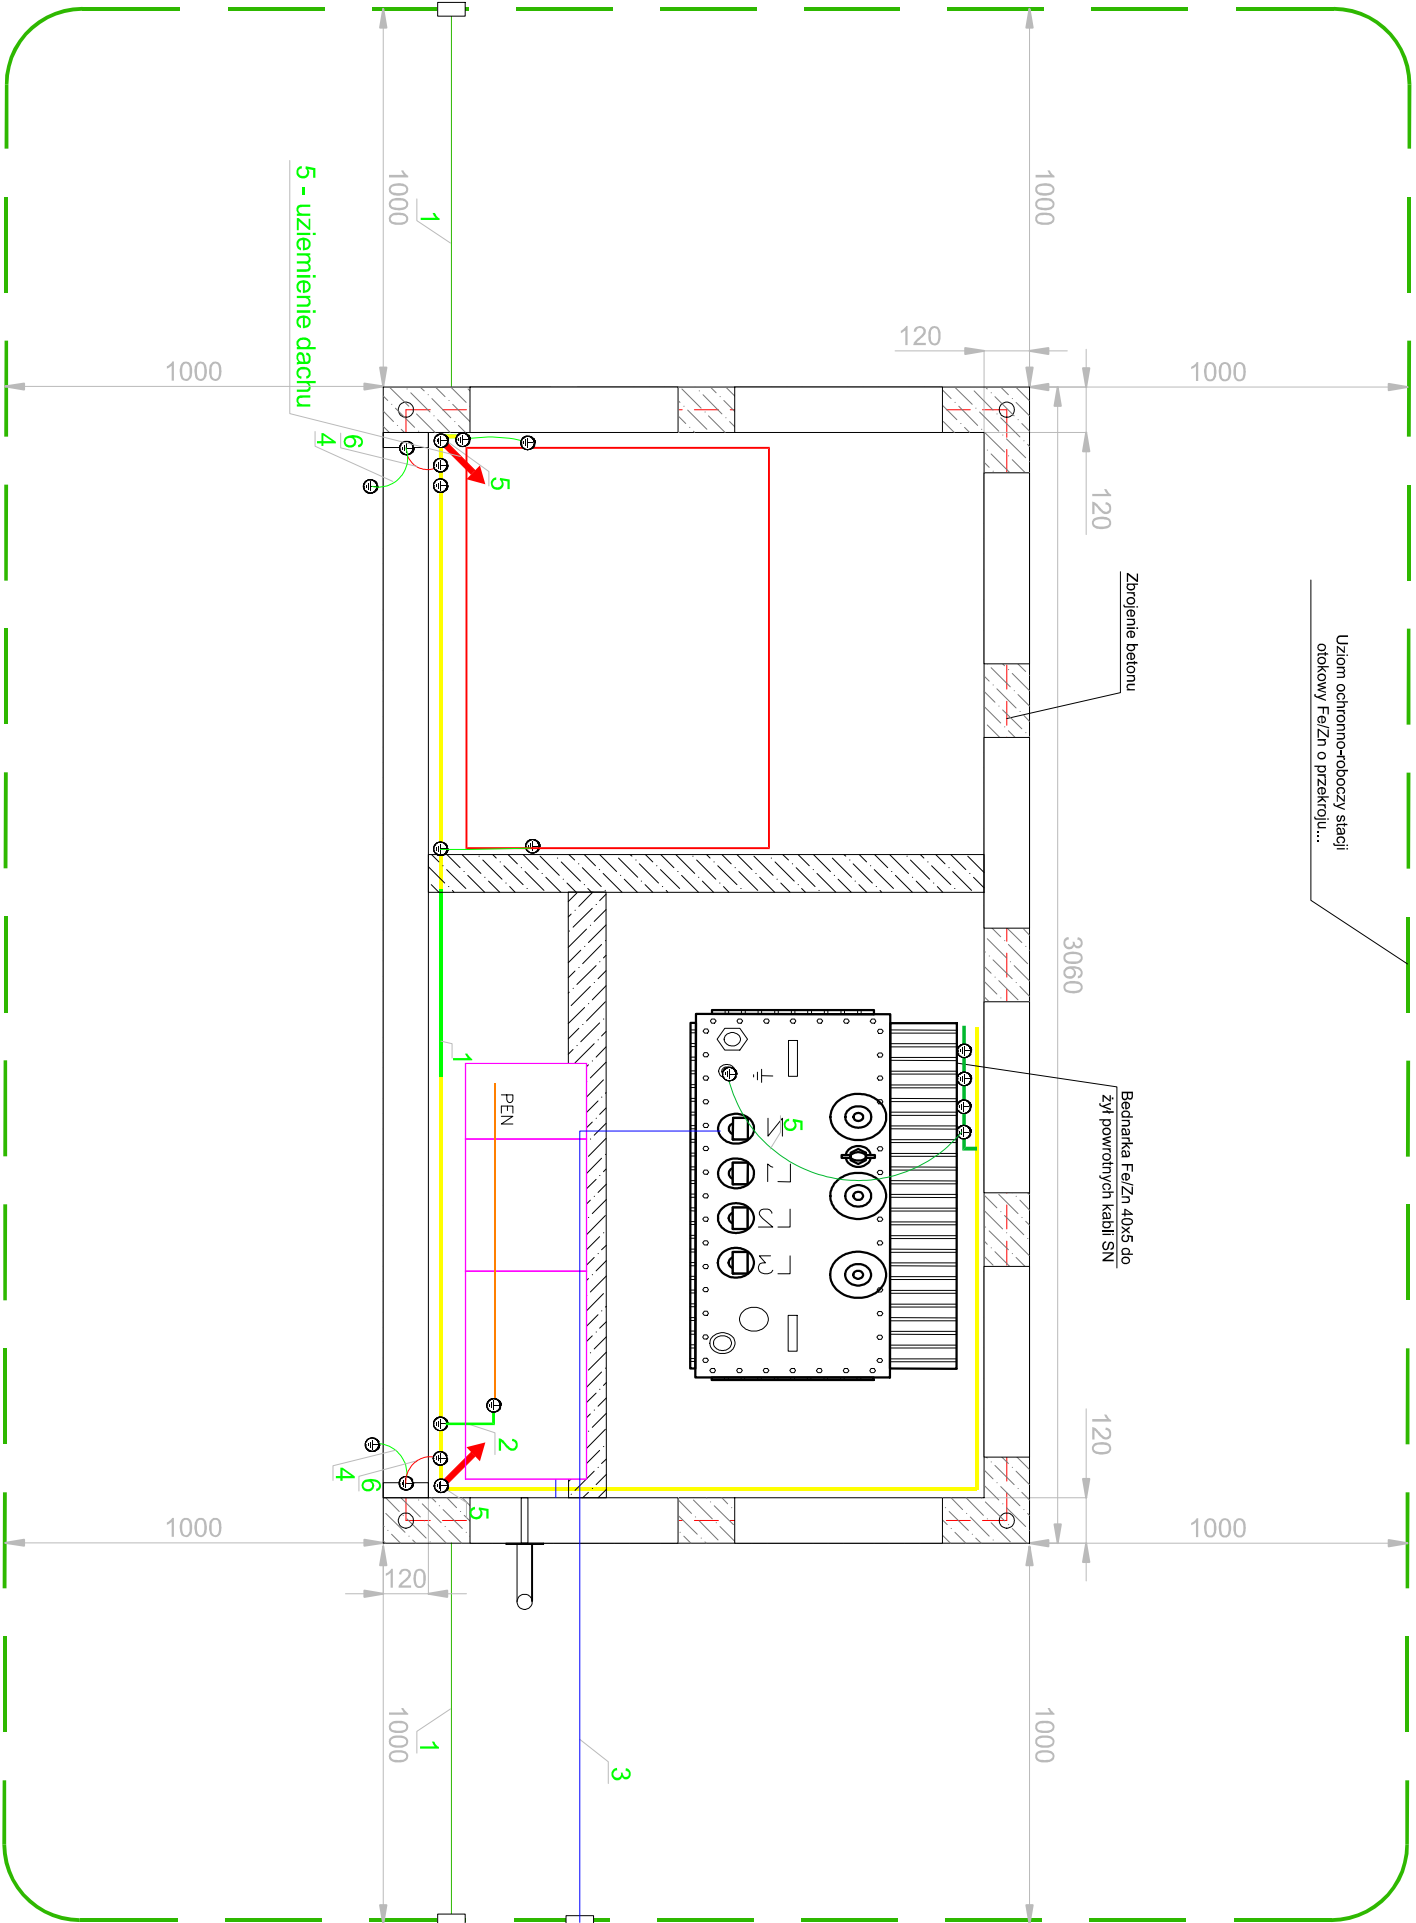 1000
1000
1
5 - uziemienie dachu
120
1000
1000
6
4
5
120
Zbrojenie betonu
Uziom ochronno-roboczy stacji
otokowy Fe/Zn o przekroju...
3060
1
PEN
N
5
L1
L2
L3
Bednarka Fe/Zn 40x5 do
żył powrotnych kabli SN
120
2
4
6
5
1000
1000
120
1000
1000
1
3